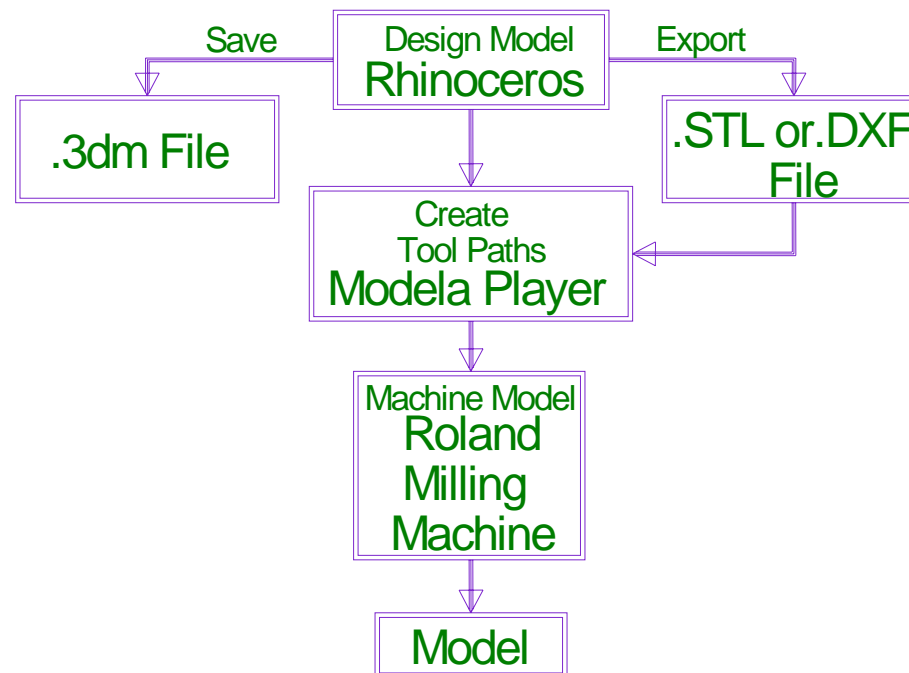 Save
Design Model
Export
Rhinoceros
.3dm File
.STL or.DXF
File
Create
Tool Paths
Modela Player
Machine Model
Roland
Milling
Machine
Model